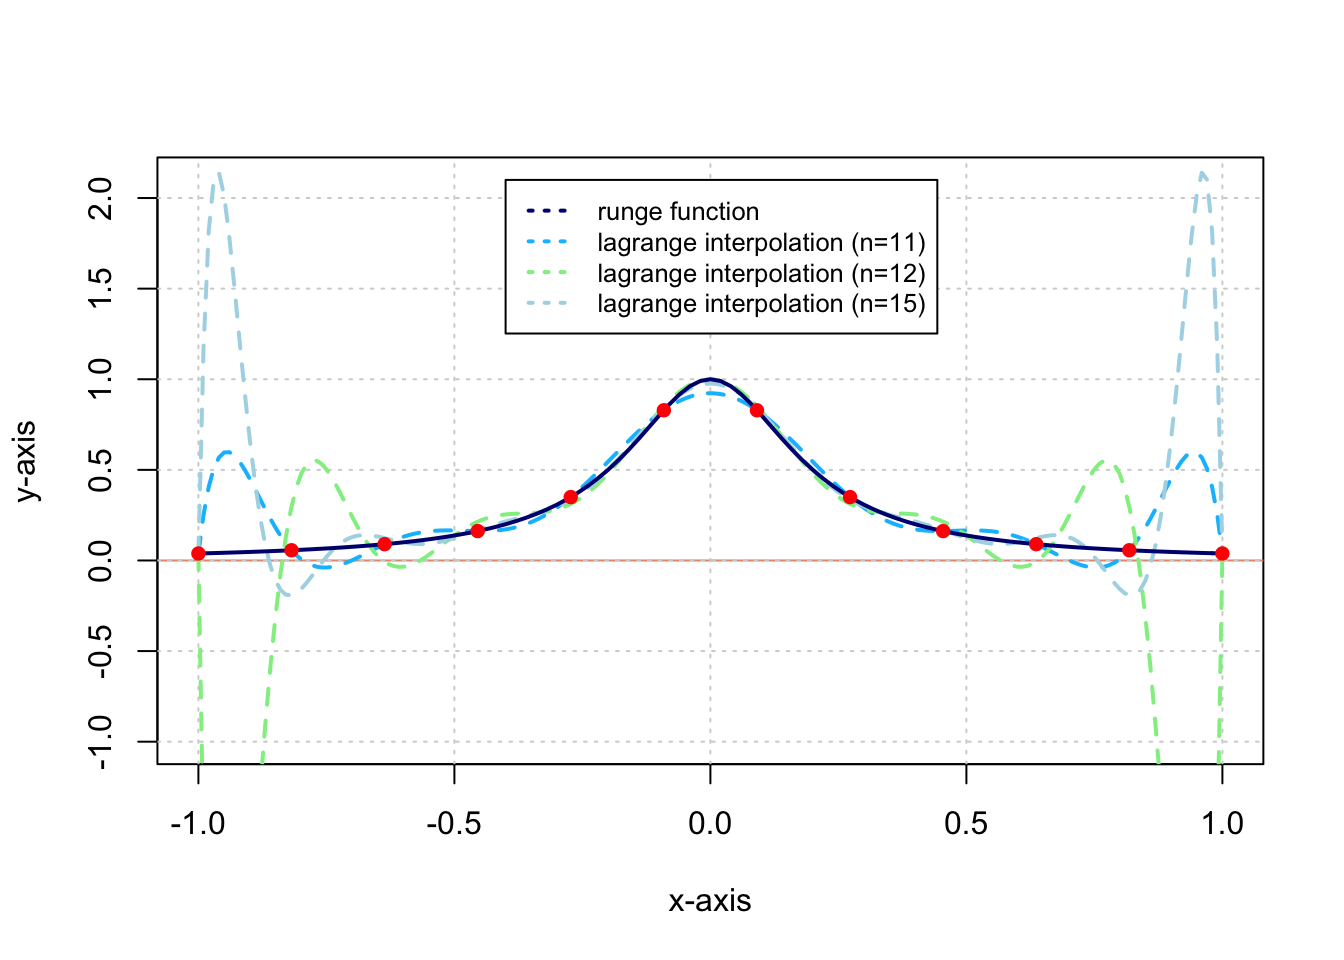 runge function
lagrange interpolation (n=11)
lagrange interpolation (n=12)
lagrange interpolation (n=15)
y-axis
2.0
1.5
1.0
0.5
0.0
-0.5
-1.0
-1.0 -0.5 0.0 0.5 1.0
x-axis